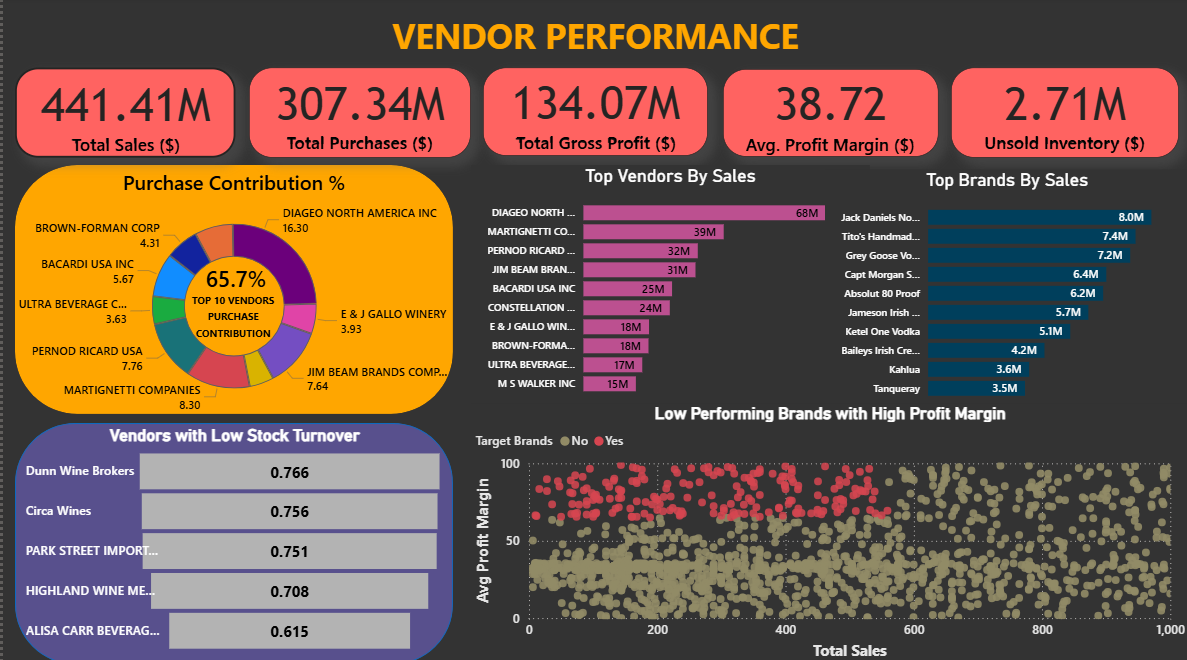 VENDOR PERFORMANCE
441.41M
Total Sales ($)
307.34M
Total Purchases ($)
134.07M
Total Gross Profit ($)
38.72
Avg. Profit Margin ($)
2.71M
Unsold Inventory ($)
Purchase Contribution %
DIAGEO NORTH AMERICA INC
16.30
BROWN-FORMAN CORP
4.31
BACARDI USA INC
5.67
ULTRA BEVERAGE C...
3.63
PERNOD RICARD USA
7.76
MARTIGNETTI COMPANIES
8.30
E & J GALLO WINERY
3.93
JIM BEAM BRANDS COMP...
7.64
65.7%
TOP 10 VENDORS
PURCHASE
CONTRIBUTION
Top Vendors By Sales
DIAGEO NORTH ... 68M
MARTIGNETTI CO... 39M
PERNOD RICARD ... 32M
JIM BEAM BRAN... 31M
BACARDI USA INC 25M
CONSTELLATION ... 24M
E & J GALLO WIN... 18M
BROWN-FORMA... 18M
ULTRA BEVERAGE... 17M
M S WALKER INC 15M
Top Brands By Sales
Jack Daniels No... 8.0M
Tito's Handmad... 7.4M
Grey Goose Vo... 7.2M
Capt Morgan S... 6.4M
Absolut 80 Proof 6.2M
Jameson Irish ... 5.7M
Ketel One Vodka 5.1M
Baileys Irish Cre... 4.2M
Kahlua 3.6M
Tanqueray 3.5M
Vendors with Low Stock Turnover
Dunn Wine Brokers 0.766
Circa Wines 0.756
PARK STREET IMPORT... 0.751
HIGHLAND WINE ME... 0.708
ALISA CARR BEVERAG... 0.615
Low Performing Brands with High Profit Margin
Target Brands No Yes
Avg Profit Margin
100
50
0
0 200 400 600 800 1,000
Total Sales